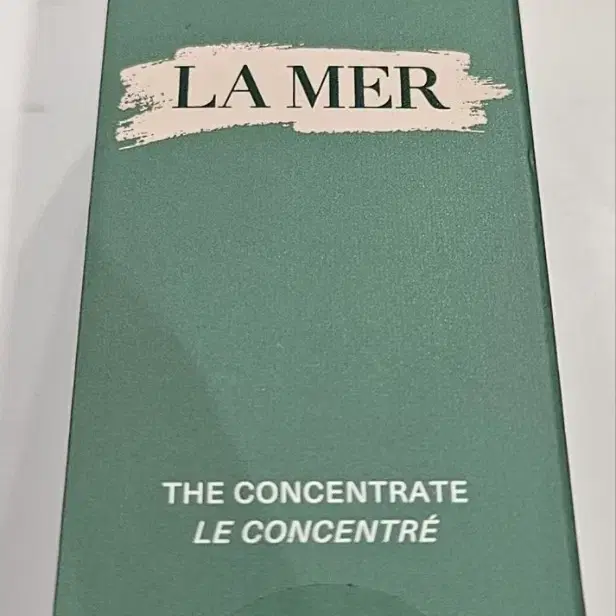 LA MER
THE CONCENTRATE
LE CONCENTRÉ